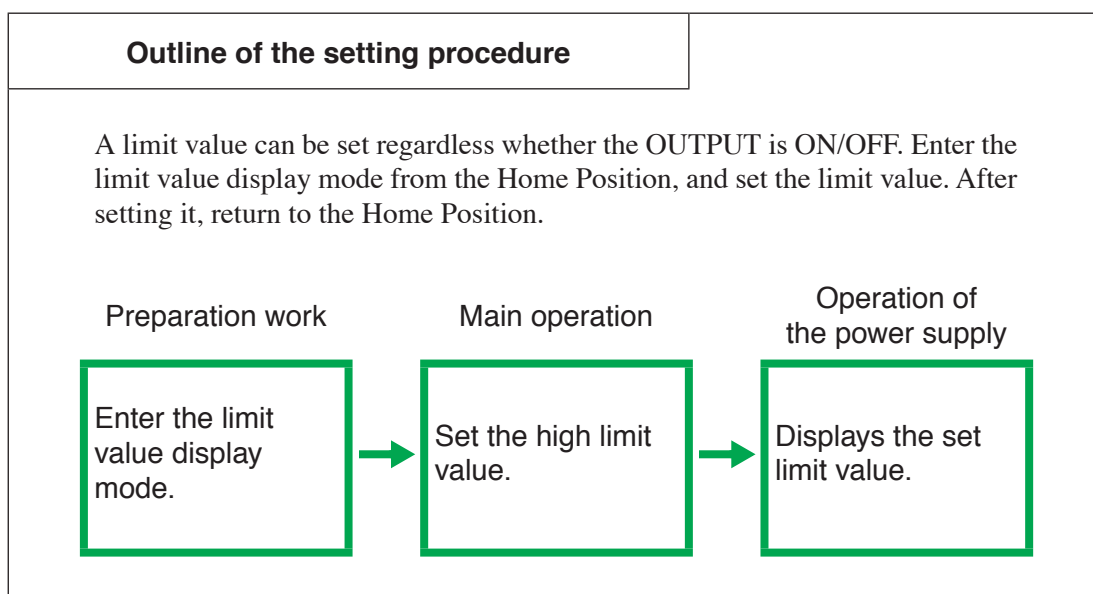 Outline of the setting procedure
A limit value can be set regardless whether the OUTPUT is ON/OFF. Enter the
limit value display mode from the Home Position, and set the limit value. After
setting it, return to the Home Position.
Preparation work
Enter the limit
value display
mode.
Main operation
Set the high limit
value.
Operation of
the power supply
Displays the set
limit value.